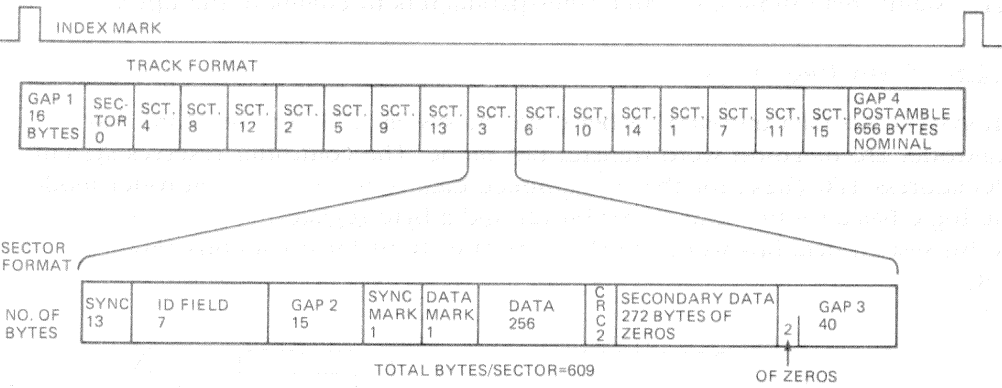 INDEX MARK
TRACK FORMAT
GAP 1
16
BYTES
SEC-
TOR
0
SCT.
4
SCT.
8
SCT.
12
SCT.
2
SCT.
5
SCT.
9
SCT.
13
SCT.
3
SCT.
6
SCT.
10
SCT.
14
SCT.
1
SCT.
7
SCT.
11
SCT.
15
GAP 4
POSTAMBLE
656 BYTES
NOMINAL
SECTOR
FORMAT
NO. OF
BYTES
SYNC
13
ID FIELD
7
GAP 2
15
SYNC
MARK
1
DATA
MARK
1
DATA
256
C
R
C
2
SECONDARY DATA
272 BYTES OF
ZEROS
2
GAP 3
40
TOTAL BYTES/SECTOR=609
OF ZEROS